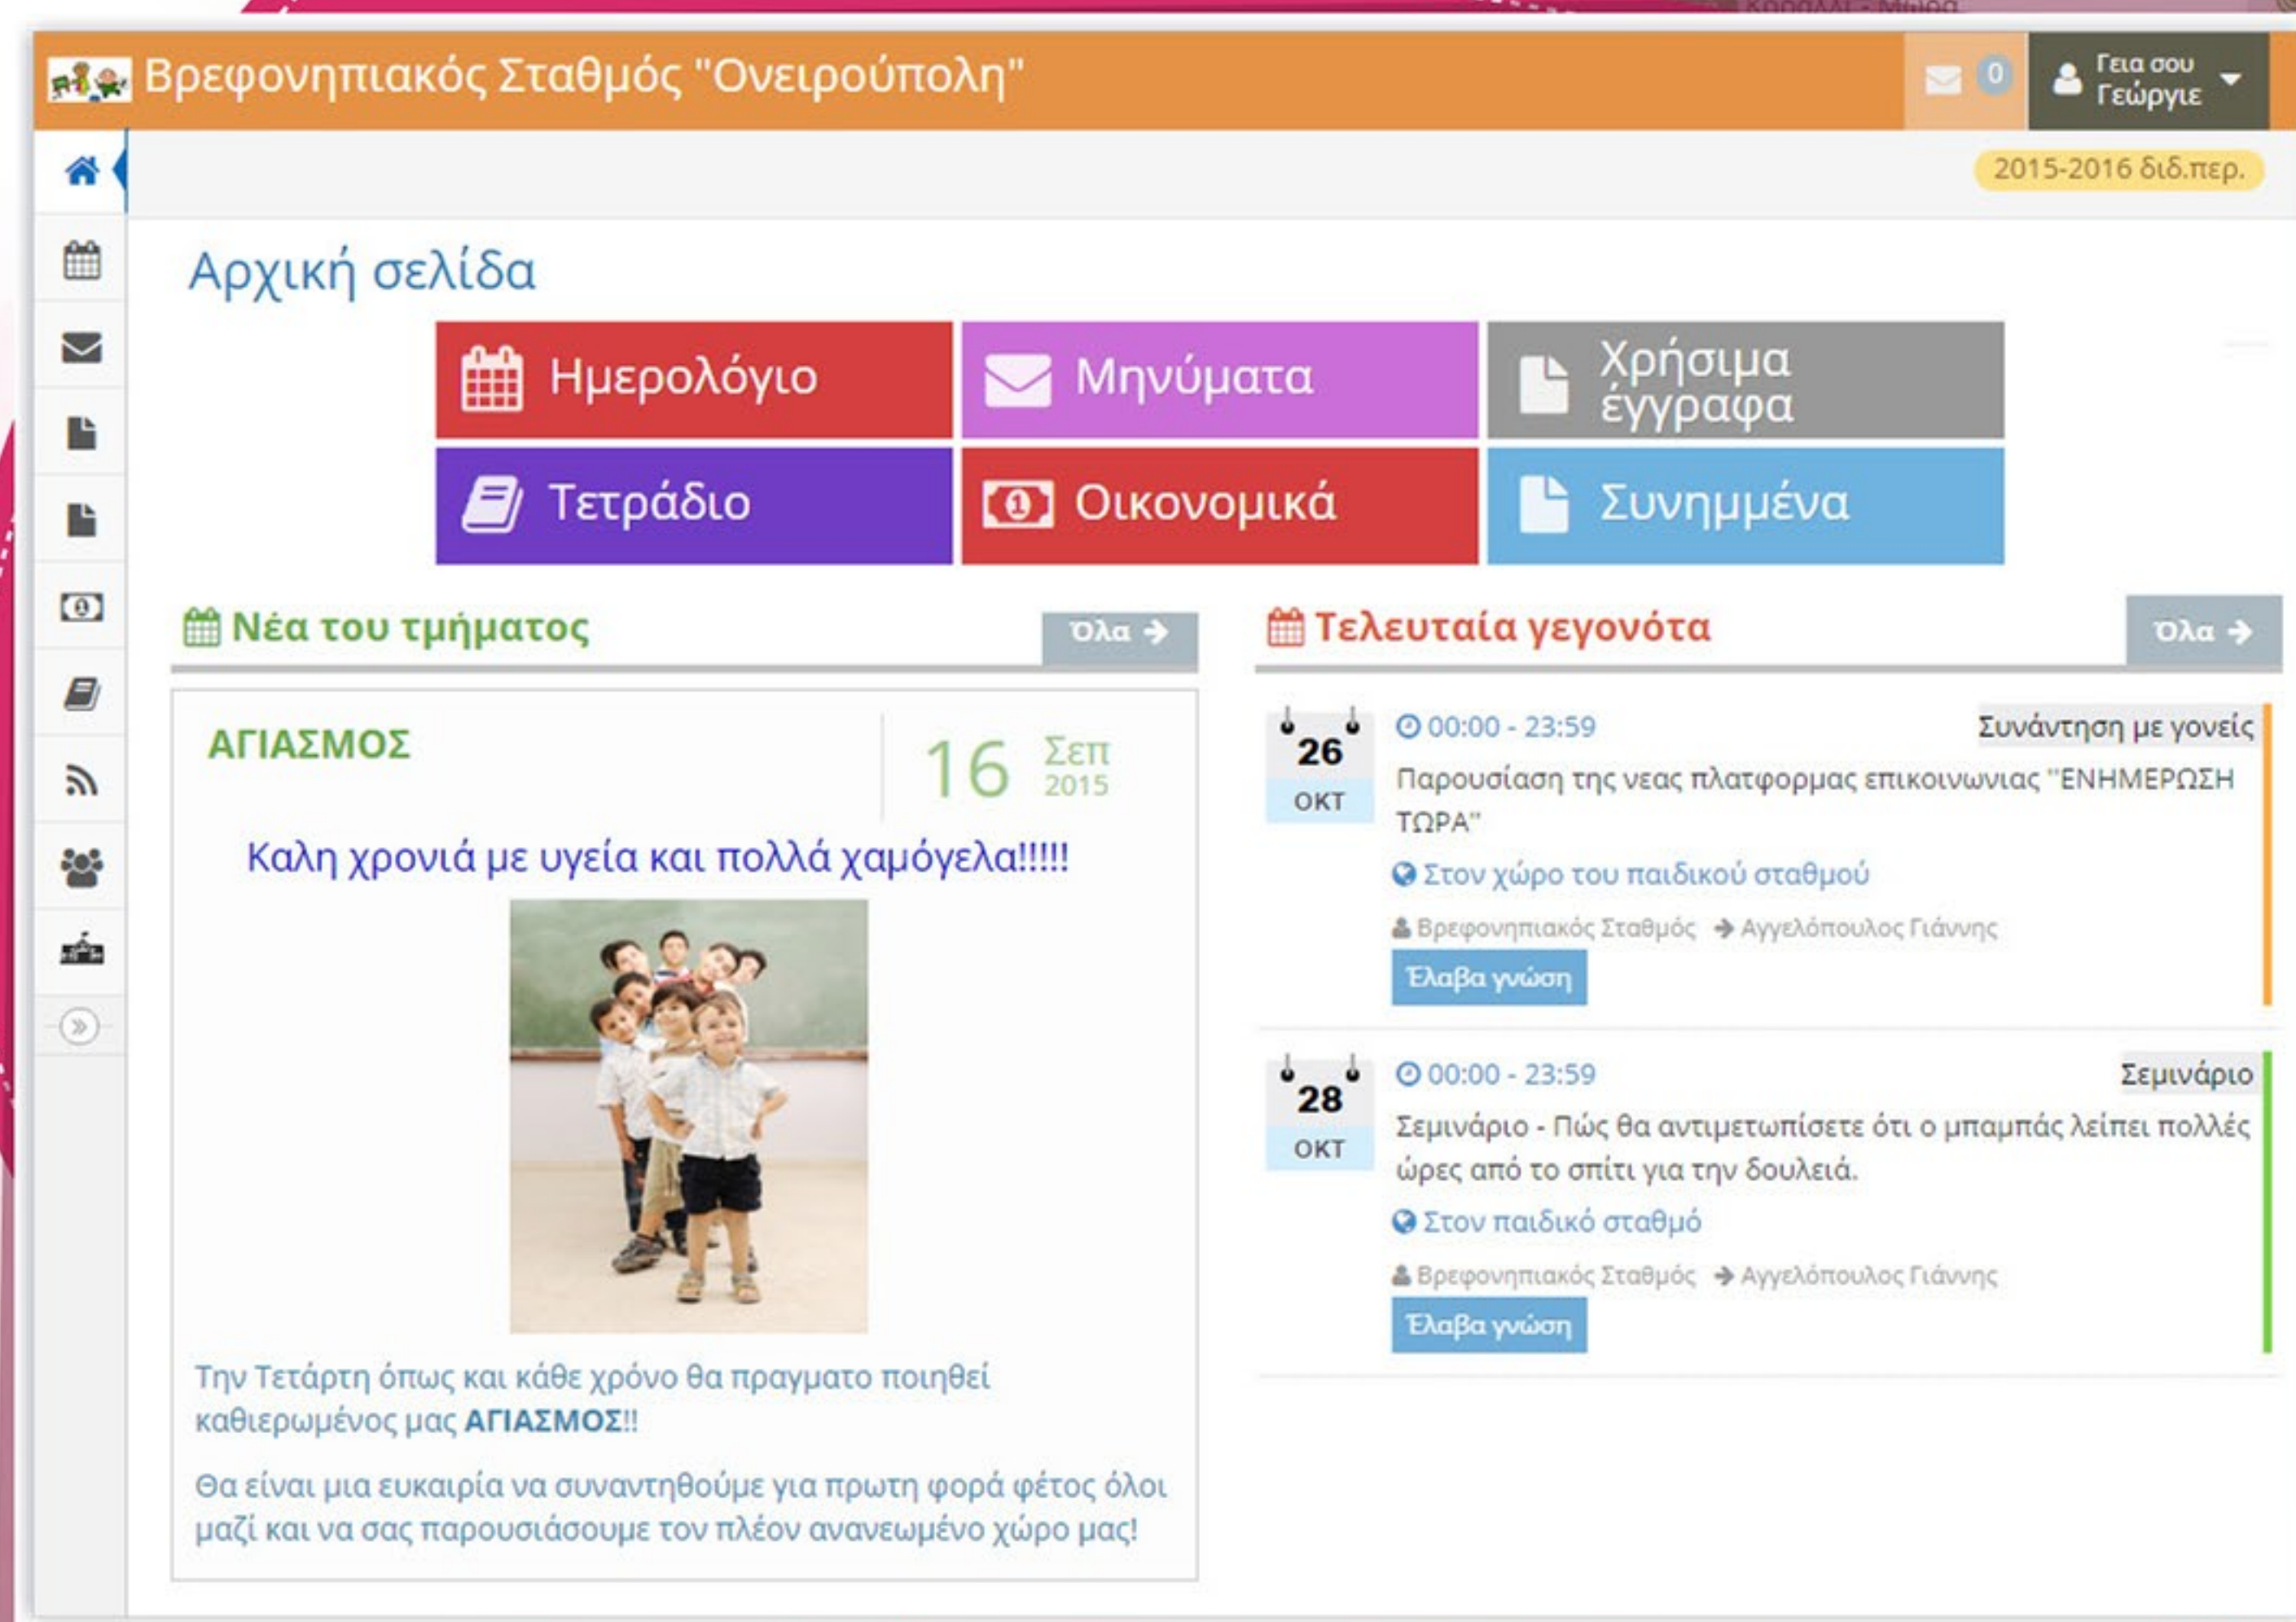 Βρεφονηπιακός Σταθμός "Ονειρούπολη"
0
Γεια σου
Γεώργιε
2015-2016 διδ.περ.
Αρχική σελίδα
Ημερολόγιο
Μηνύματα
Χρήσιμα
έγγραφα
Τετράδιο
Οικονομικά
Συνημμένα
Νέα του τμήματος
Όλα
ΑΓΙΑΣΜΟΣ
16 Σεπ
2015
Καλη χρονιά με υγεία και πολλά χαμόγελα!!!!!
Την Τετάρτη όπως και κάθε χρόνο θα πραγματο ποιηθεί
καθιερωμένος μας ΑΓΙΑΣΜΟΣ!!
Θα είναι μια ευκαιρία να συναντηθούμε για πρωτη φορά φέτος όλοι
μαζί και να σας παρουσιάσουμε τον πλέον ανανεωμένο χώρο μας!
Τελευταία γεγονότα
Όλα
26
ΟΚΤ
00:00 - 23:59
Συνάντηση με γονείς
Παρουσίαση της νεας πλατφορμας επικοινωνιας "ΕΝΗΜΕΡΩΣΗ
ΤΩΡΑ"
Στον χώρο του παιδικού σταθμού
Βρεφονηπιακός Σταθμός Αγγελόπουλος Γιάννης
Έλαβα γνώση
28
ΟΚΤ
00:00 - 23:59
Σεμινάριο
Σεμινάριο - Πώς θα αντιμετωπίσετε ότι ο μπαμπάς λείπει πολλές
ώρες από το σπίτι για την δουλειά.
Στον παιδικό σταθμό
Βρεφονηπιακός Σταθμός Αγγελόπουλος Γιάννης
Έλαβα γνώση